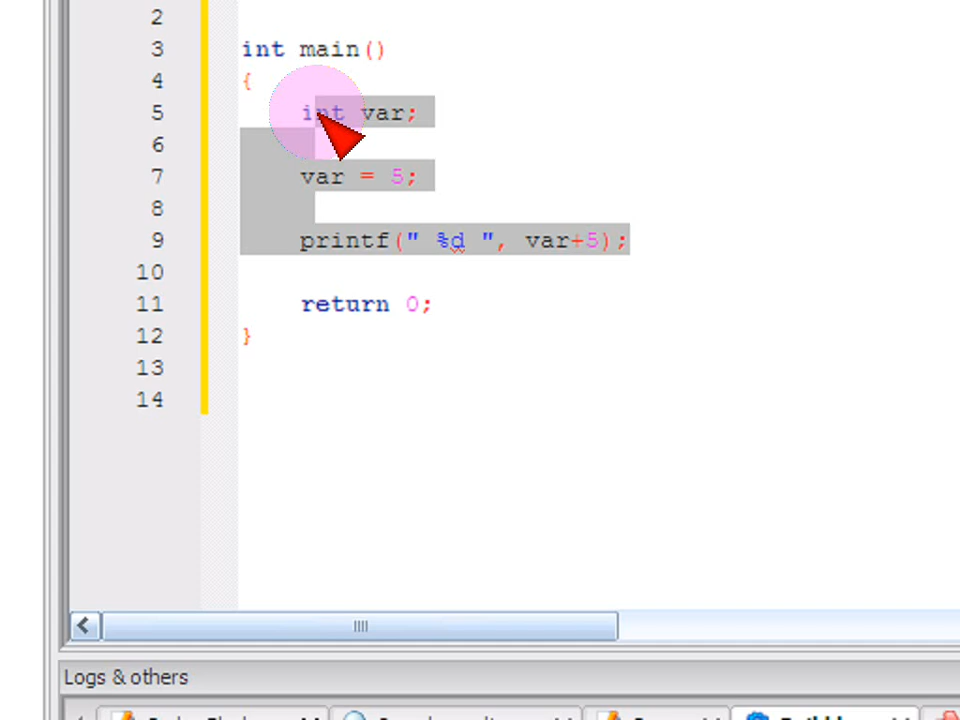 2
3 int main()
4 {
5 int var;
6
7 var = 5;
8
9 printf(" %d ", var+5);
10
11 return 0;
12 }
13
14
Logs & others